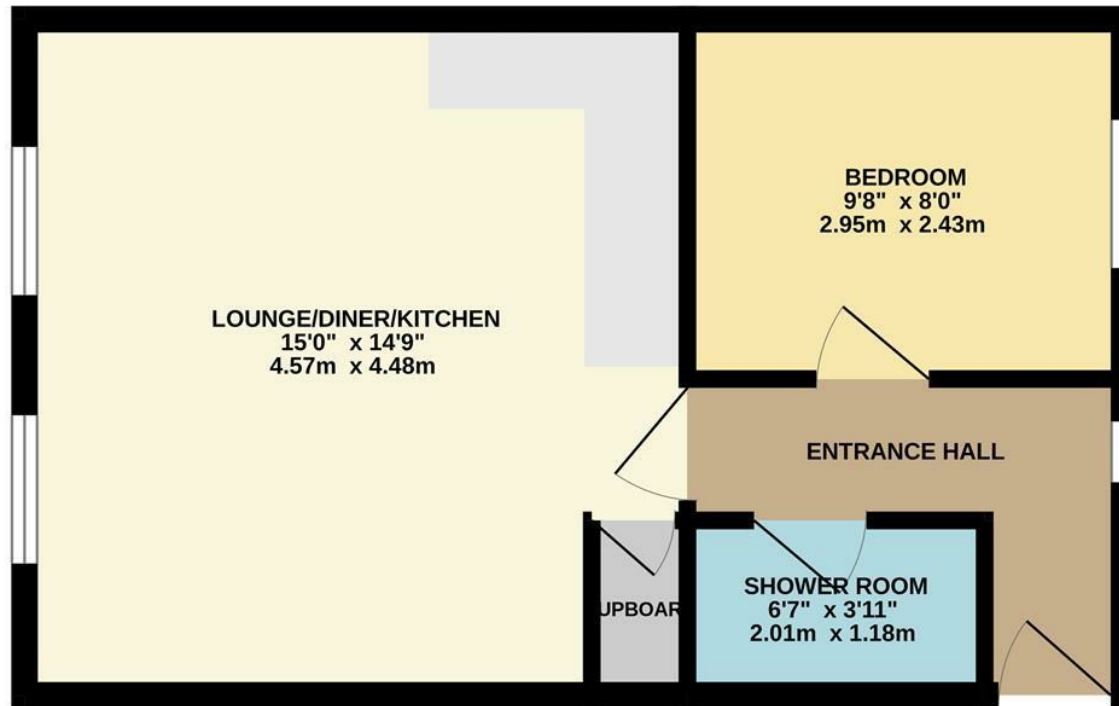 BEDROOM
9'8" x 8'0"
2.95m x 2.43m
LOUNGE/DINER/KITCHEN
15'0" x 14'9"
4.57m x 4.48m
ENTRANCE HALL
SHOWER ROOM
6'7" x 3'11"
2.01m x 1.18m
UPBOAR